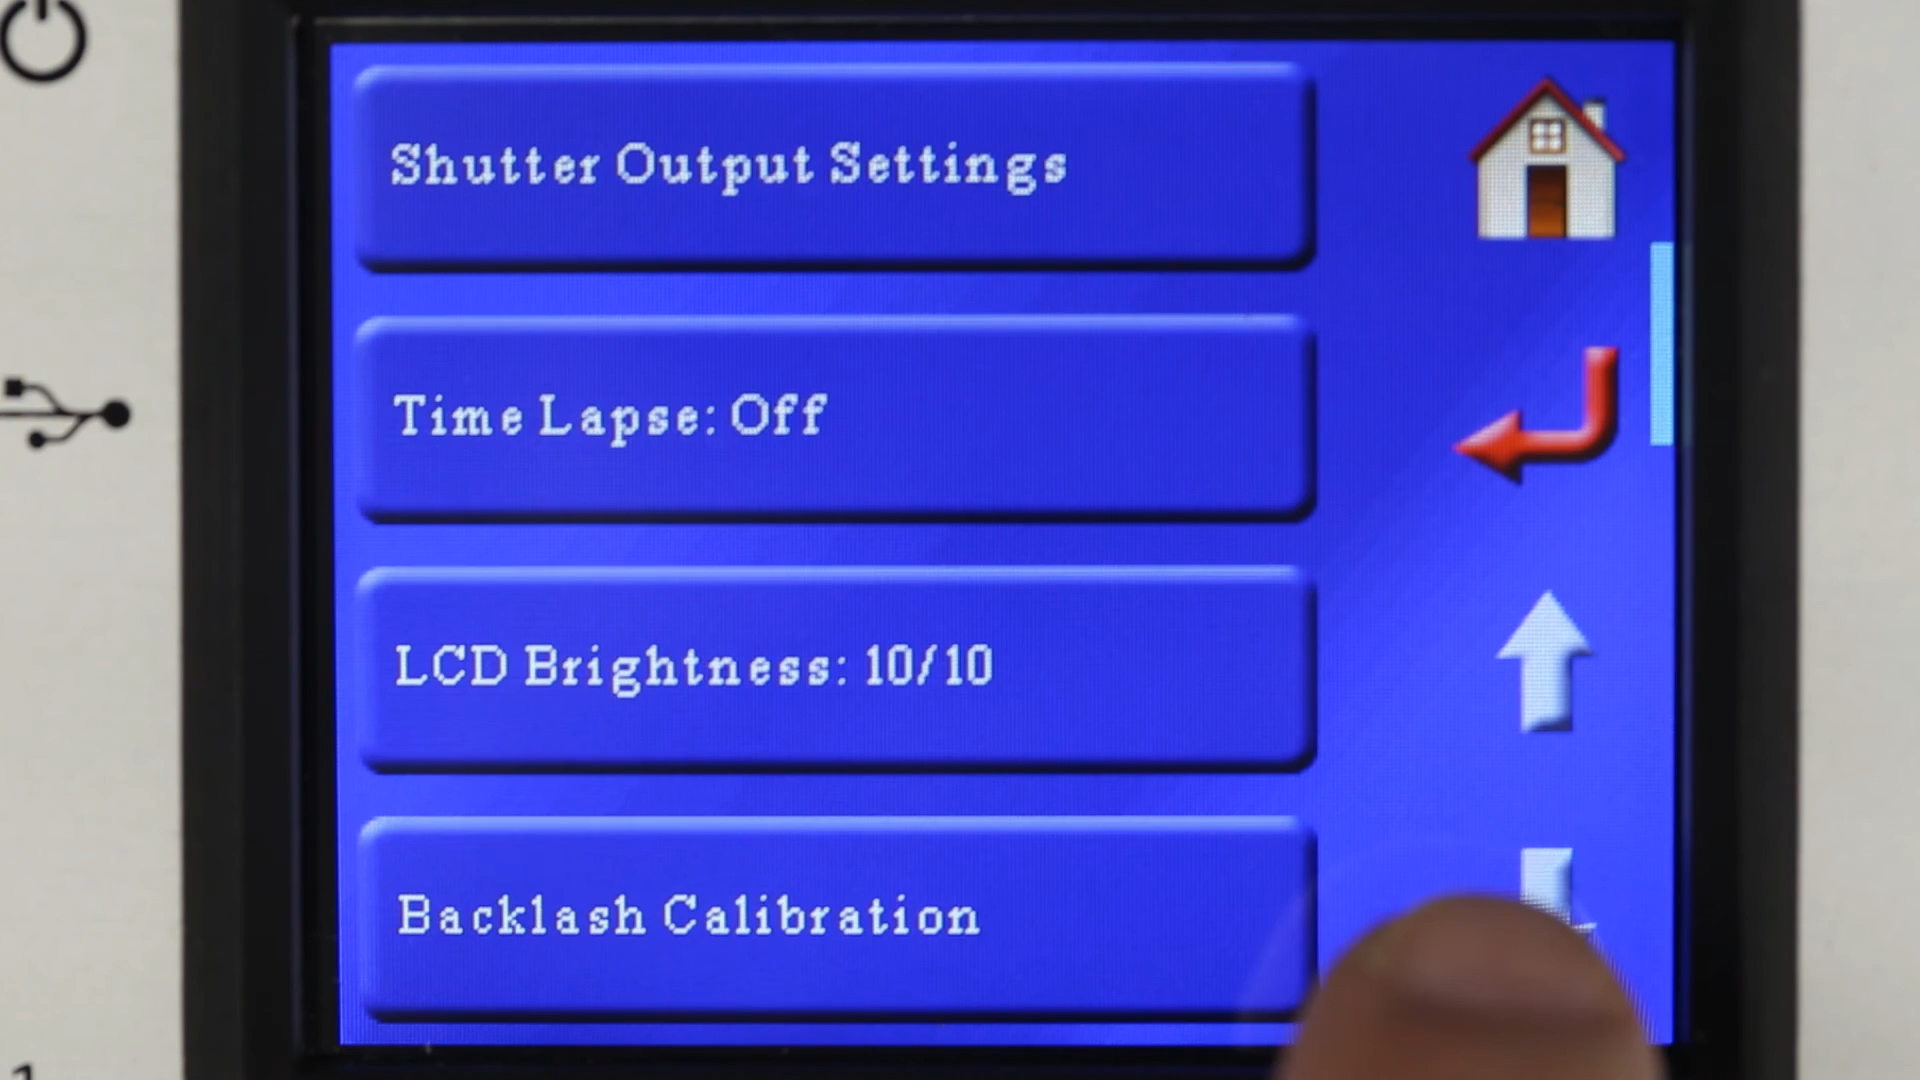 Shutter Output Settings
Time Lapse: Off
LCD Brightness: 10/10
Backlash Calibration